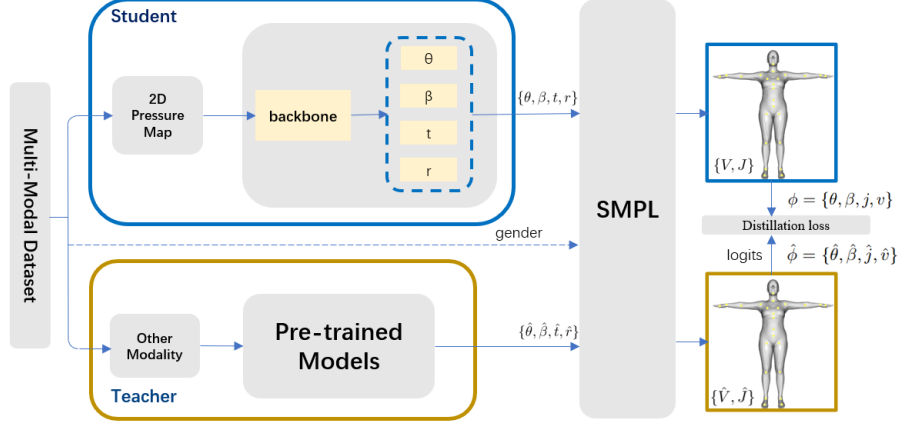 Student
Multi-Modal Dataset
2D
Pressure
Map
backbone
θ
β
t
r
{θ, β, t, r}
SMPL
{V, J}
ϕ = {θ, β, j, v}
Distillation loss
logits
ϕ̂ = {θ̂, β̂, ĵ, v̂}
gender
Other
Modality
Pre-trained
Models
{θ̂, β̂, t̂, r̂}
Teacher
{V̂, Ĵ}